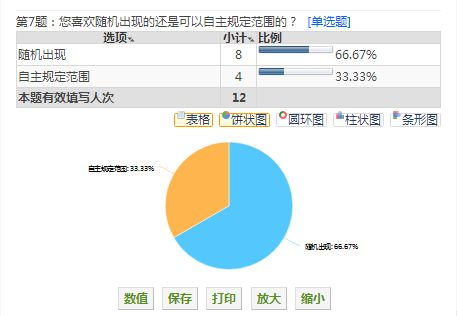 第7题：您喜欢随机出现的还是可以自主规定范围的？ [单选题]
选项 小计 比例
随机出现 8 66.67%
自主规定范围 4 33.33%
本题有效填写人次 12
表格 饼状图 圆环图 柱状图 条形图
自主规定范围: 33.33%
随机出现: 66.67%
数值 保存 打印 放大 缩小